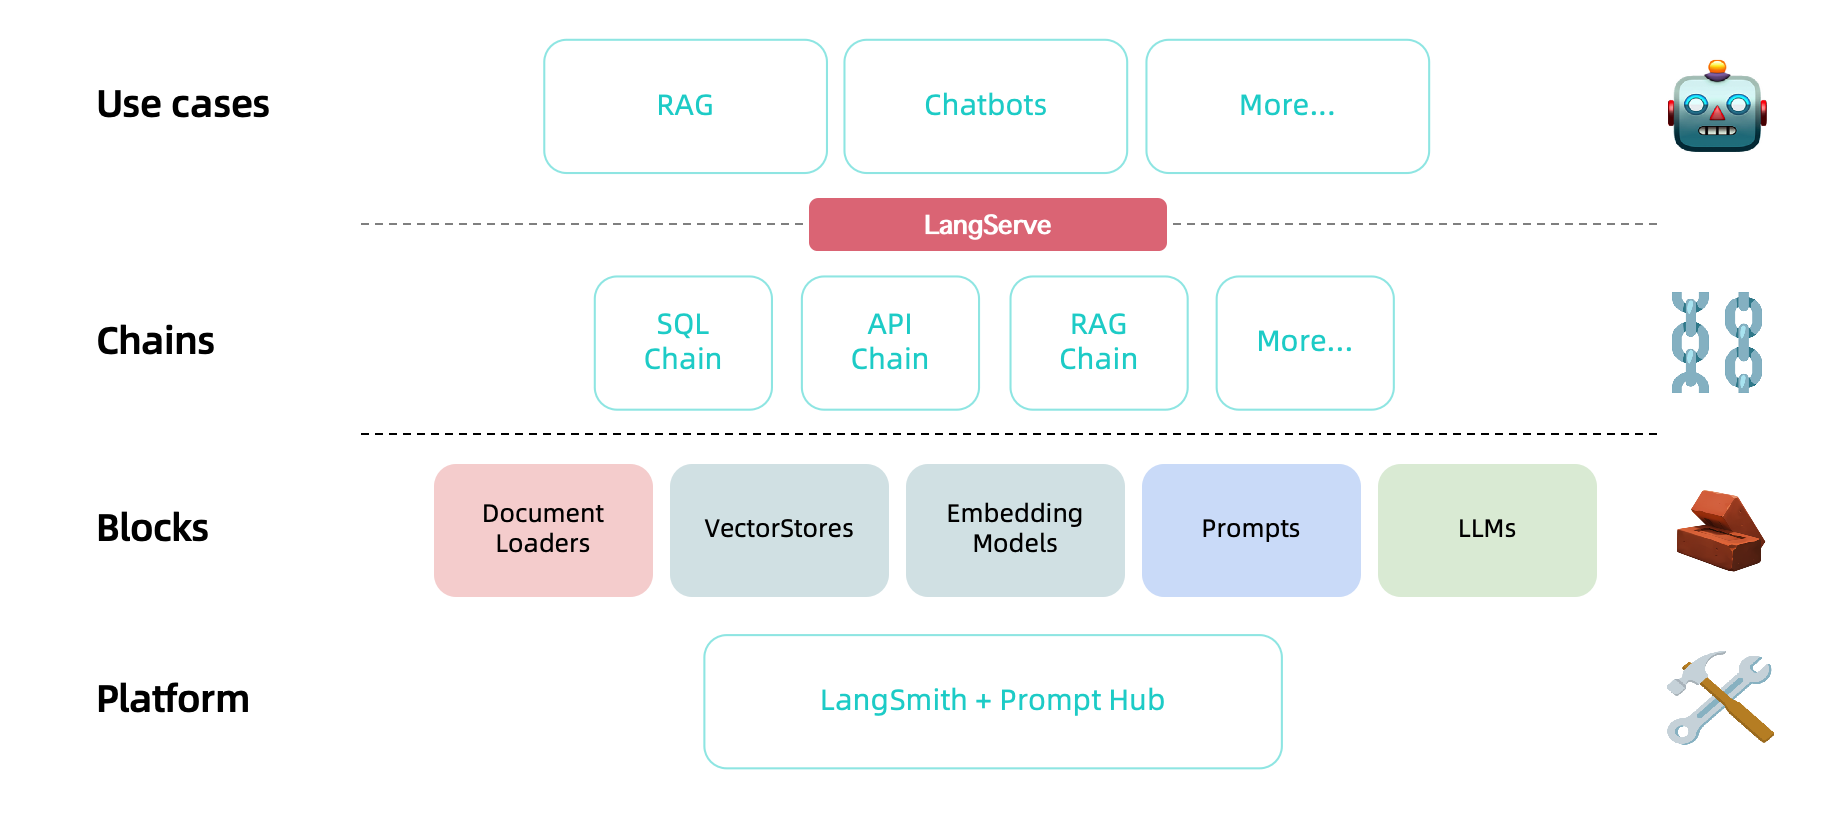 Use cases
RAG
Chatbots
More...
LangServe
Chains
SQL
Chain
API
Chain
RAG
Chain
More...
Blocks
Document
Loaders
VectorStores
Embedding
Models
Prompts
LLMs
Platform
LangSmith + Prompt Hub